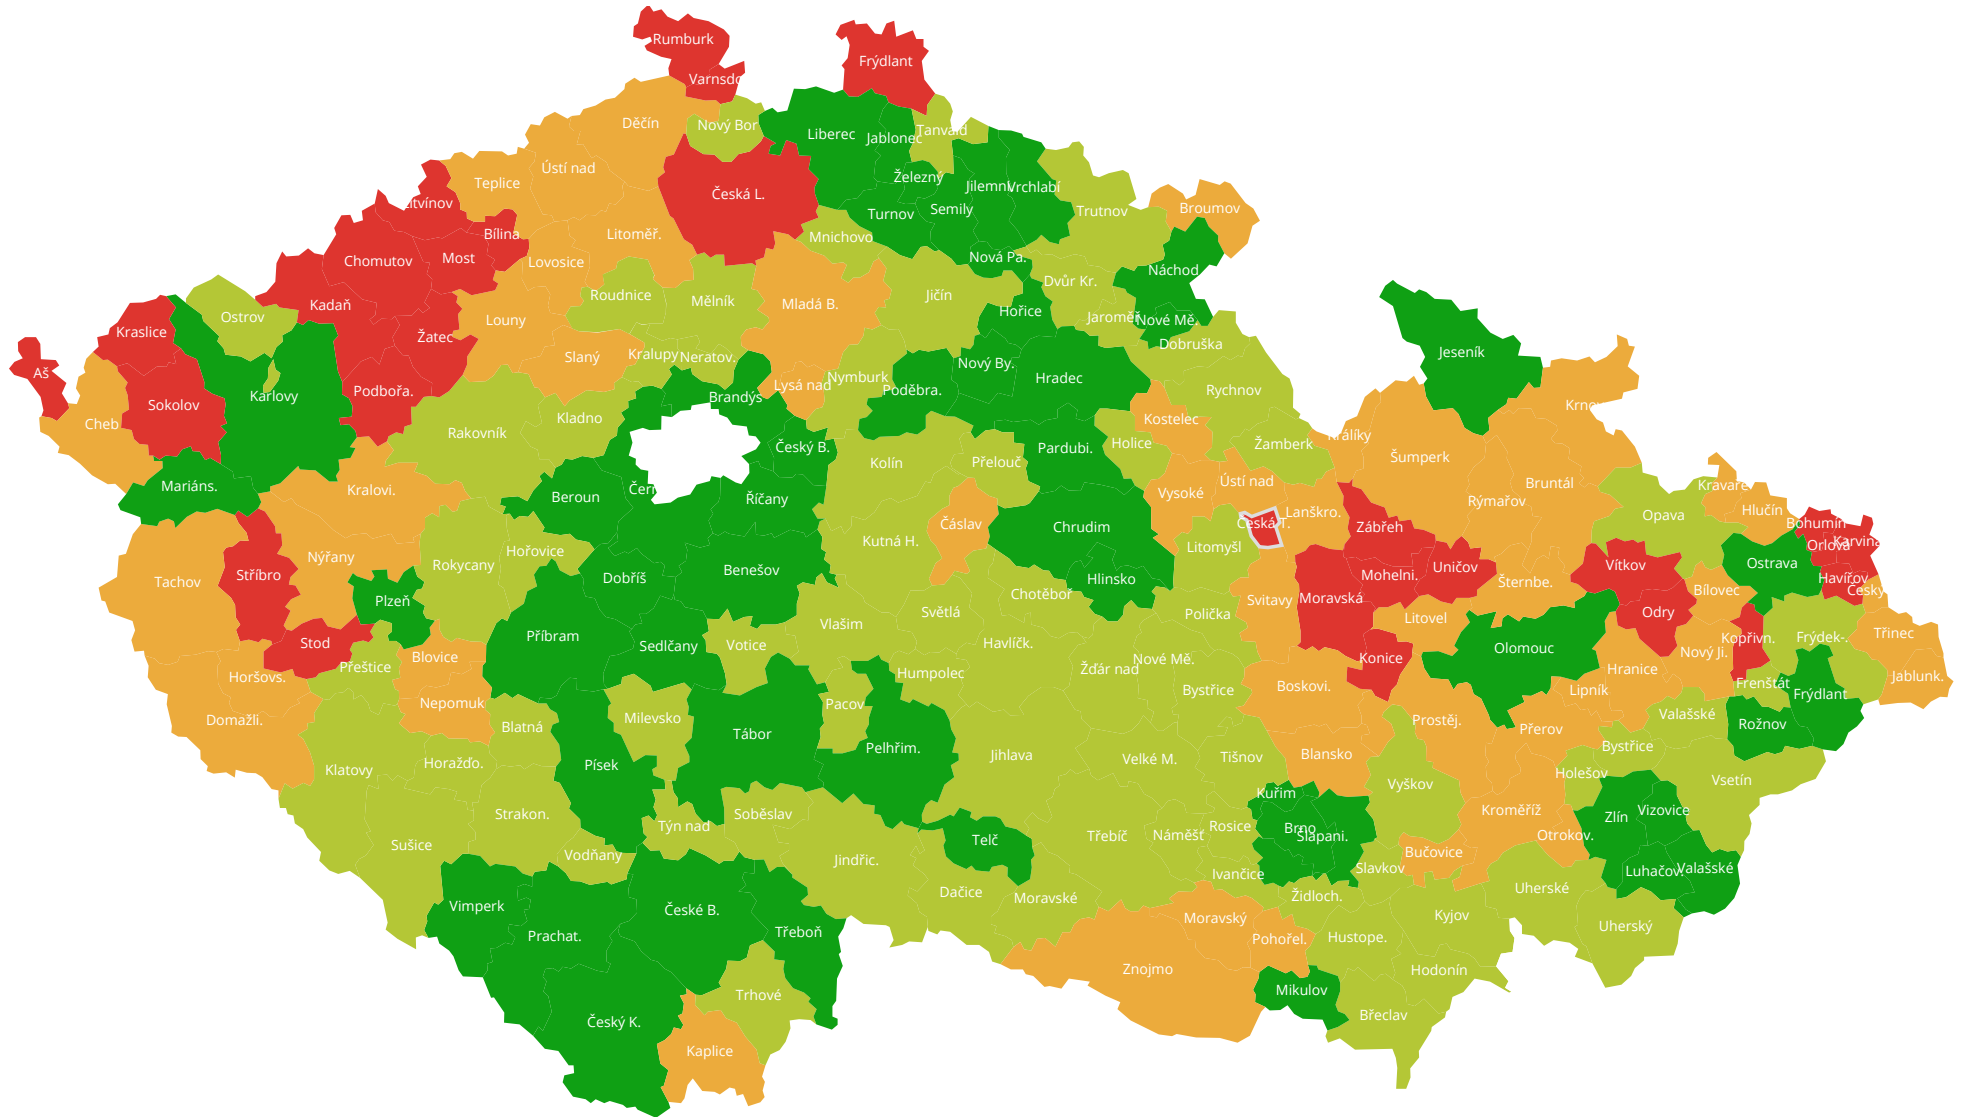 Rumburk
Varnsdo
Frýdlant
Děčín
Nový Bor
Liberec
Jablonec
Tanvald
Ústí nad
Teplice
Česká L.
Železný
Jilemni
Vrchlabí
Litvínov
Turnov
Semily
Trutnov
Broumov
Bílina
Litoměř.
Mnichovo
Chomutov
Most
Lovosice
Nová Pa.
Náchod
Kadaň
Roudnice
Mělník
Mladá B.
Jičín
Dvůr Kr.
Ostrov
Louny
Hořice
Jaroměř
Nové Mě.
Kraslice
Žatec
Dobruška
Jeseník
Aš
Slaný
Kralupy
Neratov.
Nový By.
Sokolov
Karlovy
Podbořa.
Brandýs
Lysá nad
Nymburk
Poděbra.
Hradec
Rychnov
Krnov
Cheb
Rakovník
Kladno
Český B.
Kostelec
Holice
Žamberk
Králíky
Mariáns.
Kralovi.
Beroun
Říčany
Kolín
Přelouč
Pardubi.
Šumperk
Vysoké
Ústí nad
Rýmařov
Bruntál
Kravaře
Čáslav
Chrudim
Česká T.
Lanškro.
Zábřeh
Opava
Hlučín
Bohumín
Nýřany
Rokycany
Hořovice
Kutná H.
Litomyšl
Orlová
Karviná
Tachov
Stříbro
Dobříš
Benešov
Hlinsko
Mohelni.
Uničov
Vítkov
Ostrava
Havířov
Plzeň
Chotěboř
Svitavy
Moravská
Šternbe.
Bílovec
Český
Příbram
Světlá
Polička
Litovel
Odry
Stod
Sedlčany
Vlašim
Votice
Havlíčk.
Kopřivn.
Frýdek-.
Třinec
Přeštice
Blovice
Nové Mě.
Konice
Olomouc
Nový Ji.
Horšovs.
Humpolec
Žďár nad
Hranice
Frenštát
Jablunk.
Domažli.
Nepomuk
Milevsko
Pacov
Bystřice
Boskovi.
Lipník
Frýdlant
Blatná
Tábor
Pelhřim.
Prostěj.
Přerov
Valašské
Rožnov
Klatovy
Horažďo.
Písek
Jihlava
Velké M.
Tišnov
Blansko
Bystřice
Holešov
Vsetín
Vyškov
Strakon.
Týn nad
Soběslav
Kuřim
Kroměříž
Zlín
Vizovice
Sušice
Vodňany
Jindřic.
Telč
Třebíč
Náměšť
Rosice
Brno
Šlapani.
Otrokov.
Bučovice
Slavkov
Ivančice
Luhačov.
Valašské
Vimperk
České B.
Dačice
Moravské
Židloch.
Uherské
Prachat.
Třeboň
Moravský
Pohořel.
Hustope.
Kyjov
Uherský
Český K.
Trhové
Znojmo
Mikulov
Hodonín
Břeclav
Kaplice